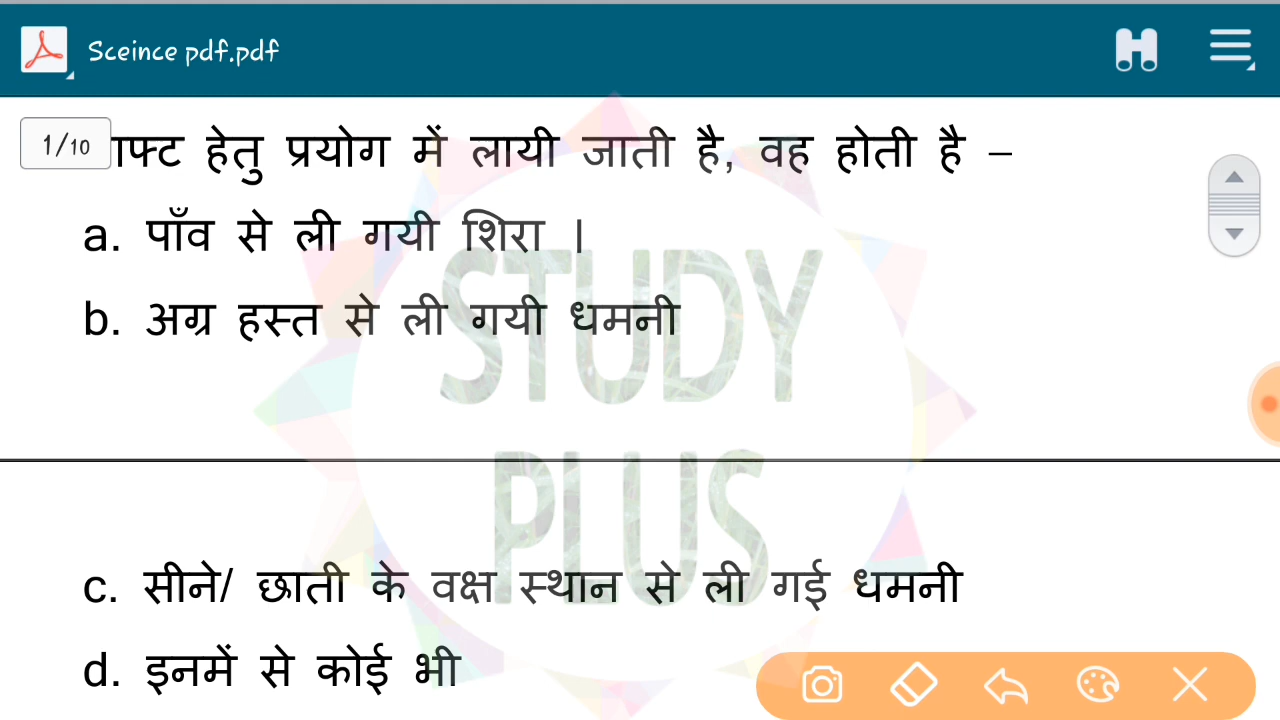 Sceince pdf.pdf
1/10
ाफ्ट हेतु प्रयोग में लायी जाती है, वह होती है –
a. पाँव से ली गयी शिरा |
b. अग्र हस्त से ली गयी धमनी
STUDY
PLUS
c. सीने/ छाती के वक्ष स्थान से ली गई धमनी
d. इनमें से कोई भी